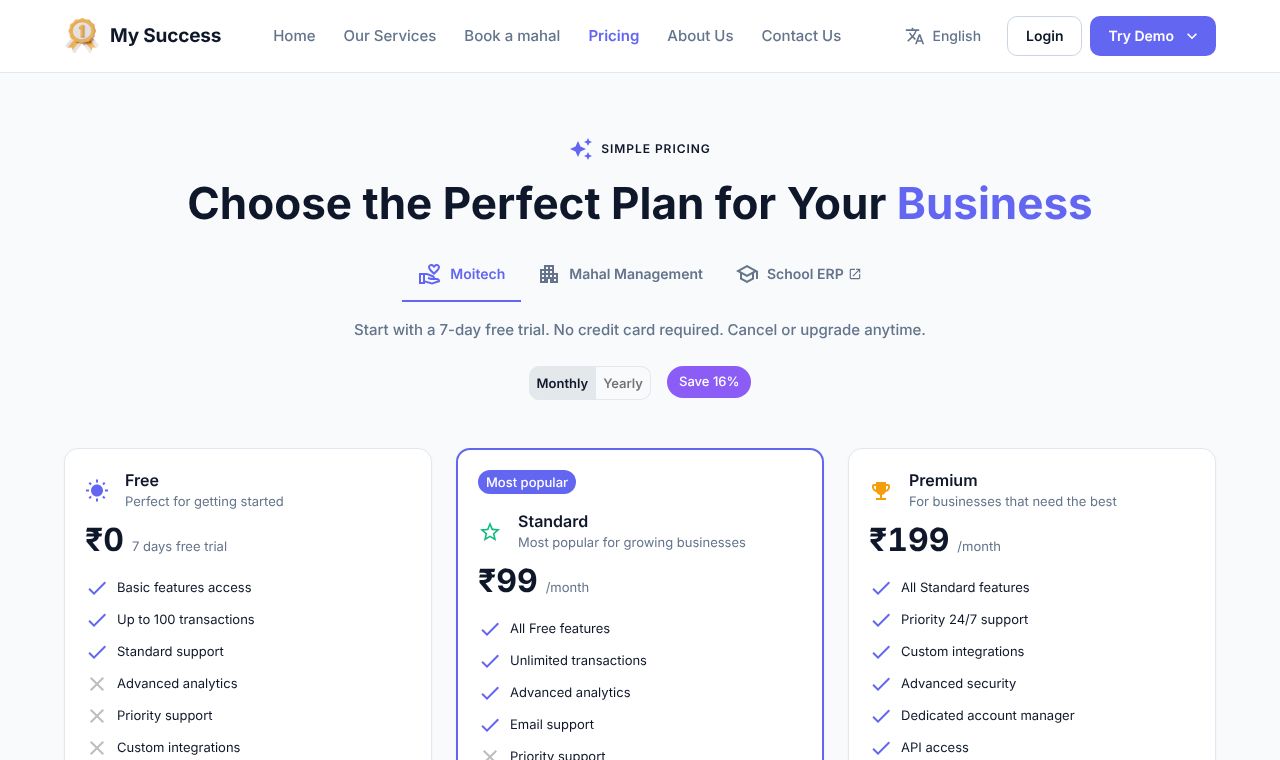 My Success
Home
Our Services
Book a mahal
Pricing
About Us
Contact Us
English
Login
Try Demo
SIMPLE PRICING
Choose the Perfect Plan for Your Business
Moitech
Mahal Management
School ERP
Start with a 7-day free trial. No credit card required. Cancel or upgrade anytime.
Monthly
Yearly
Save 16%
Free
Perfect for getting started
₹0 7 days free trial
Basic features access
Up to 100 transactions
Standard support
Advanced analytics
Priority support
Custom integrations
Most popular
Standard
Most popular for growing businesses
₹99 /month
All Free features
Unlimited transactions
Advanced analytics
Email support
Priority support
Premium
For businesses that need the best
₹199 /month
All Standard features
Priority 24/7 support
Custom integrations
Advanced security
Dedicated account manager
API access